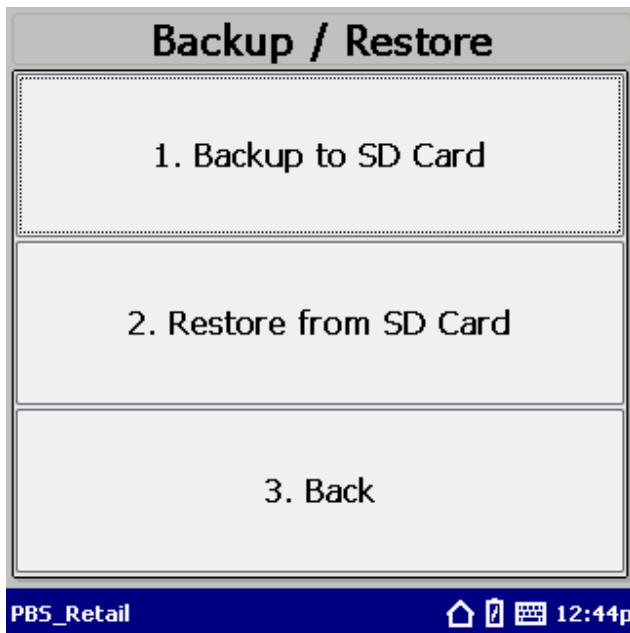 Backup / Restore
1. Backup to SD Card
2. Restore from SD Card
3. Back
PBS_Retail 12:44p